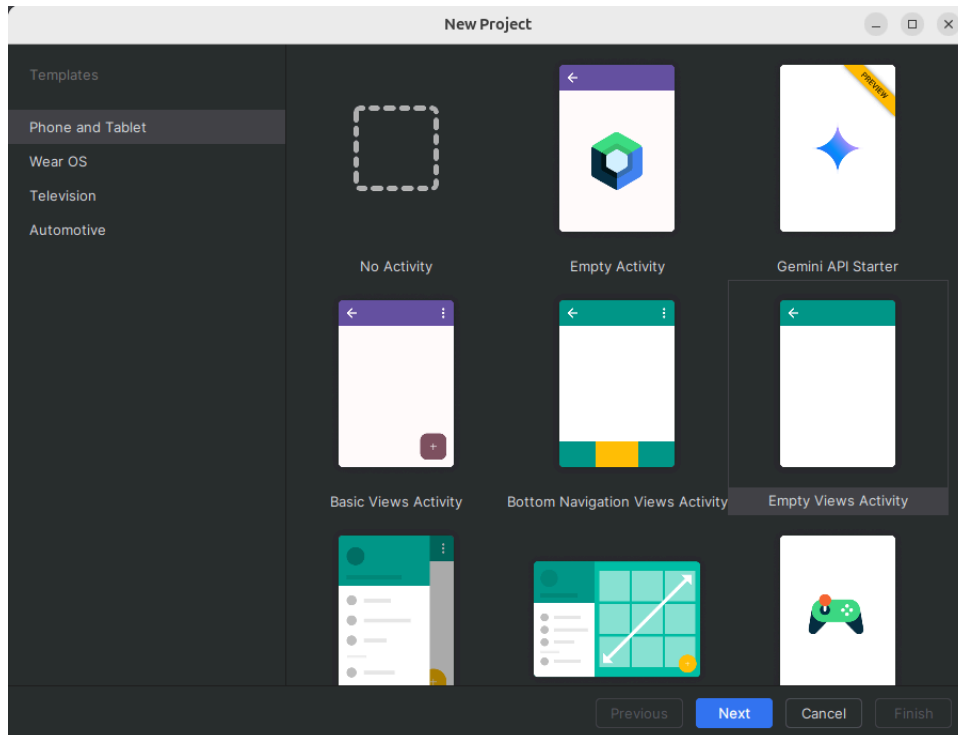 New Project
Templates
Phone and Tablet
Wear OS
Television
Automotive
PREVIEW
No Activity
Empty Activity
Gemini API Starter
Basic Views Activity
Bottom Navigation Views Activity
Empty Views Activity
Previous
Next
Cancel
Finish